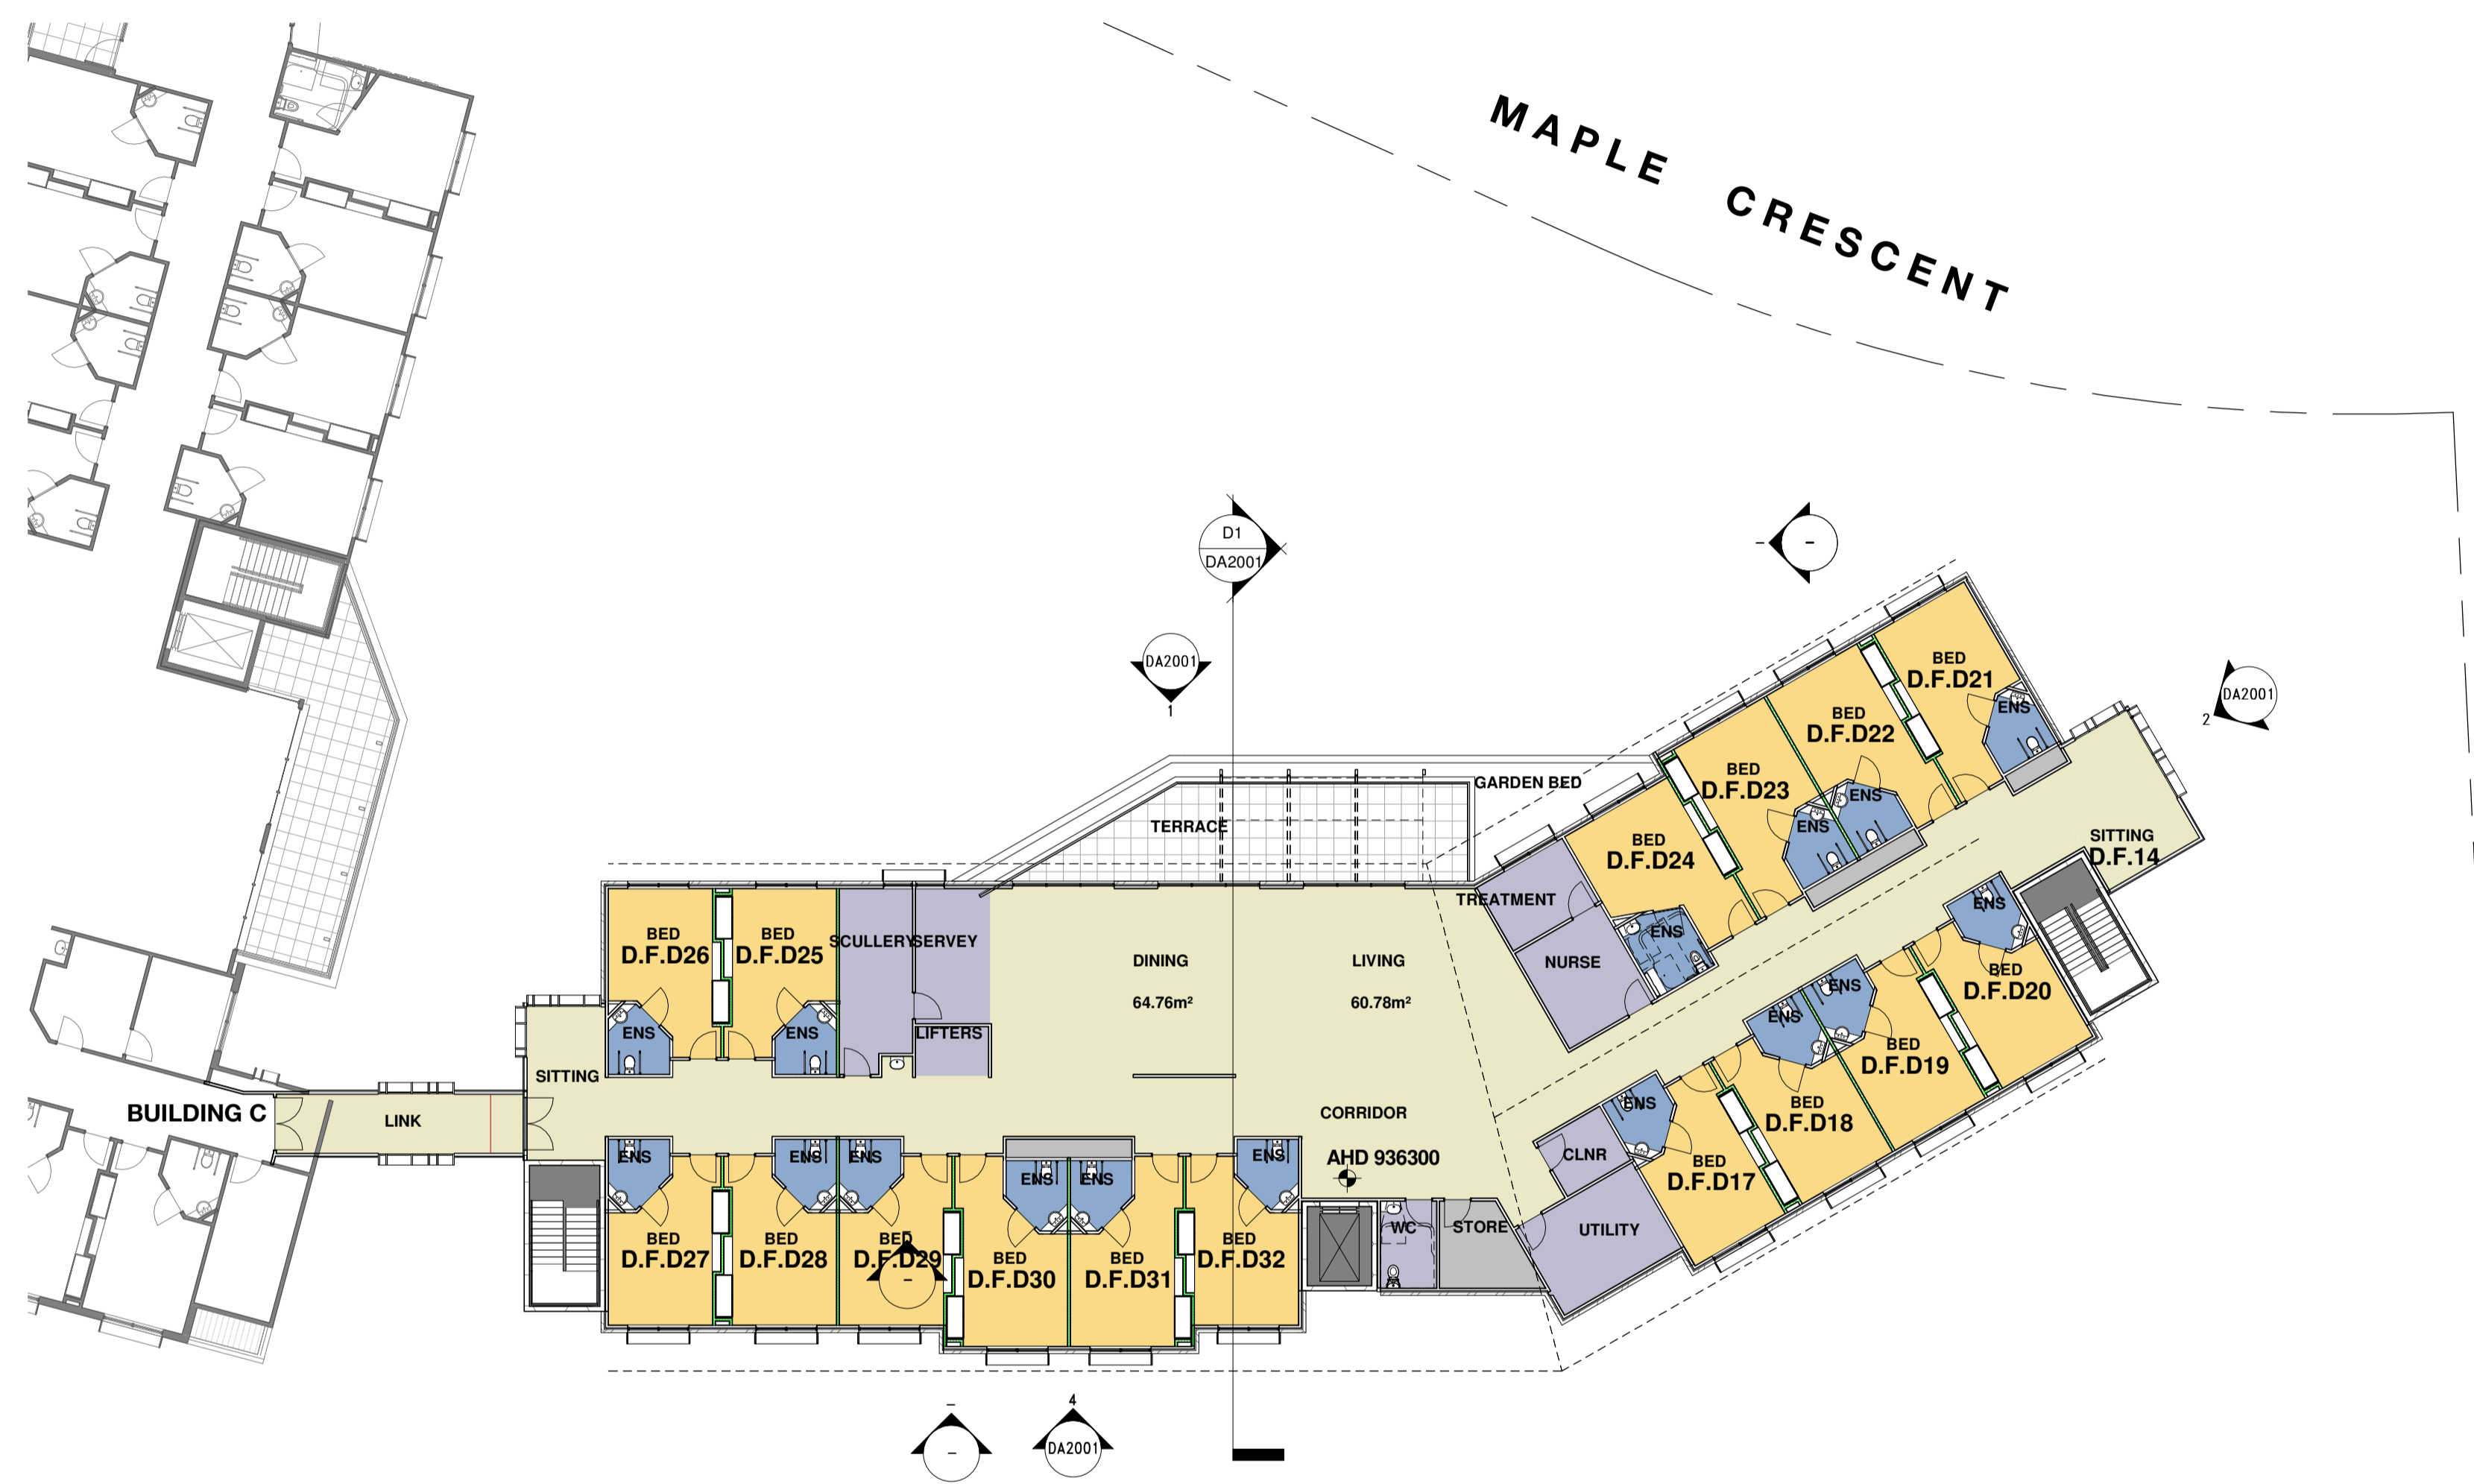 MAPLE CRESCENT
D1
DA2001
–
–
DA2001
1
DA2001
2
BED
D.F.D21
ENS
BED
D.F.D22
ENS
BED
D.F.D23
ENS
BED
D.F.D24
ENS
GARDEN BED
TERRACE
SITTING
D.F.14
TREATMENT
NURSE
BED
D.F.D26
ENS
BED
D.F.D25
ENS
SCULLERY
SERVEY
LIFTERS
DINING
64.76m²
LIVING
60.78m²
ENS
BED
D.F.D20
ENS
BED
D.F.D19
ENS
BED
D.F.D18
ENS
BED
D.F.D17
SITTING
BUILDING C
LINK
CORRIDOR
AHD 936300
CLNR
UTILITY
WC
STORE
ENS
BED
D.F.D27
ENS
BED
D.F.D28
ENS
BED
D.F.D29
–
–
ENS
BED
D.F.D30
ENS
BED
D.F.D31
ENS
BED
D.F.D32
–
–
4
DA2001